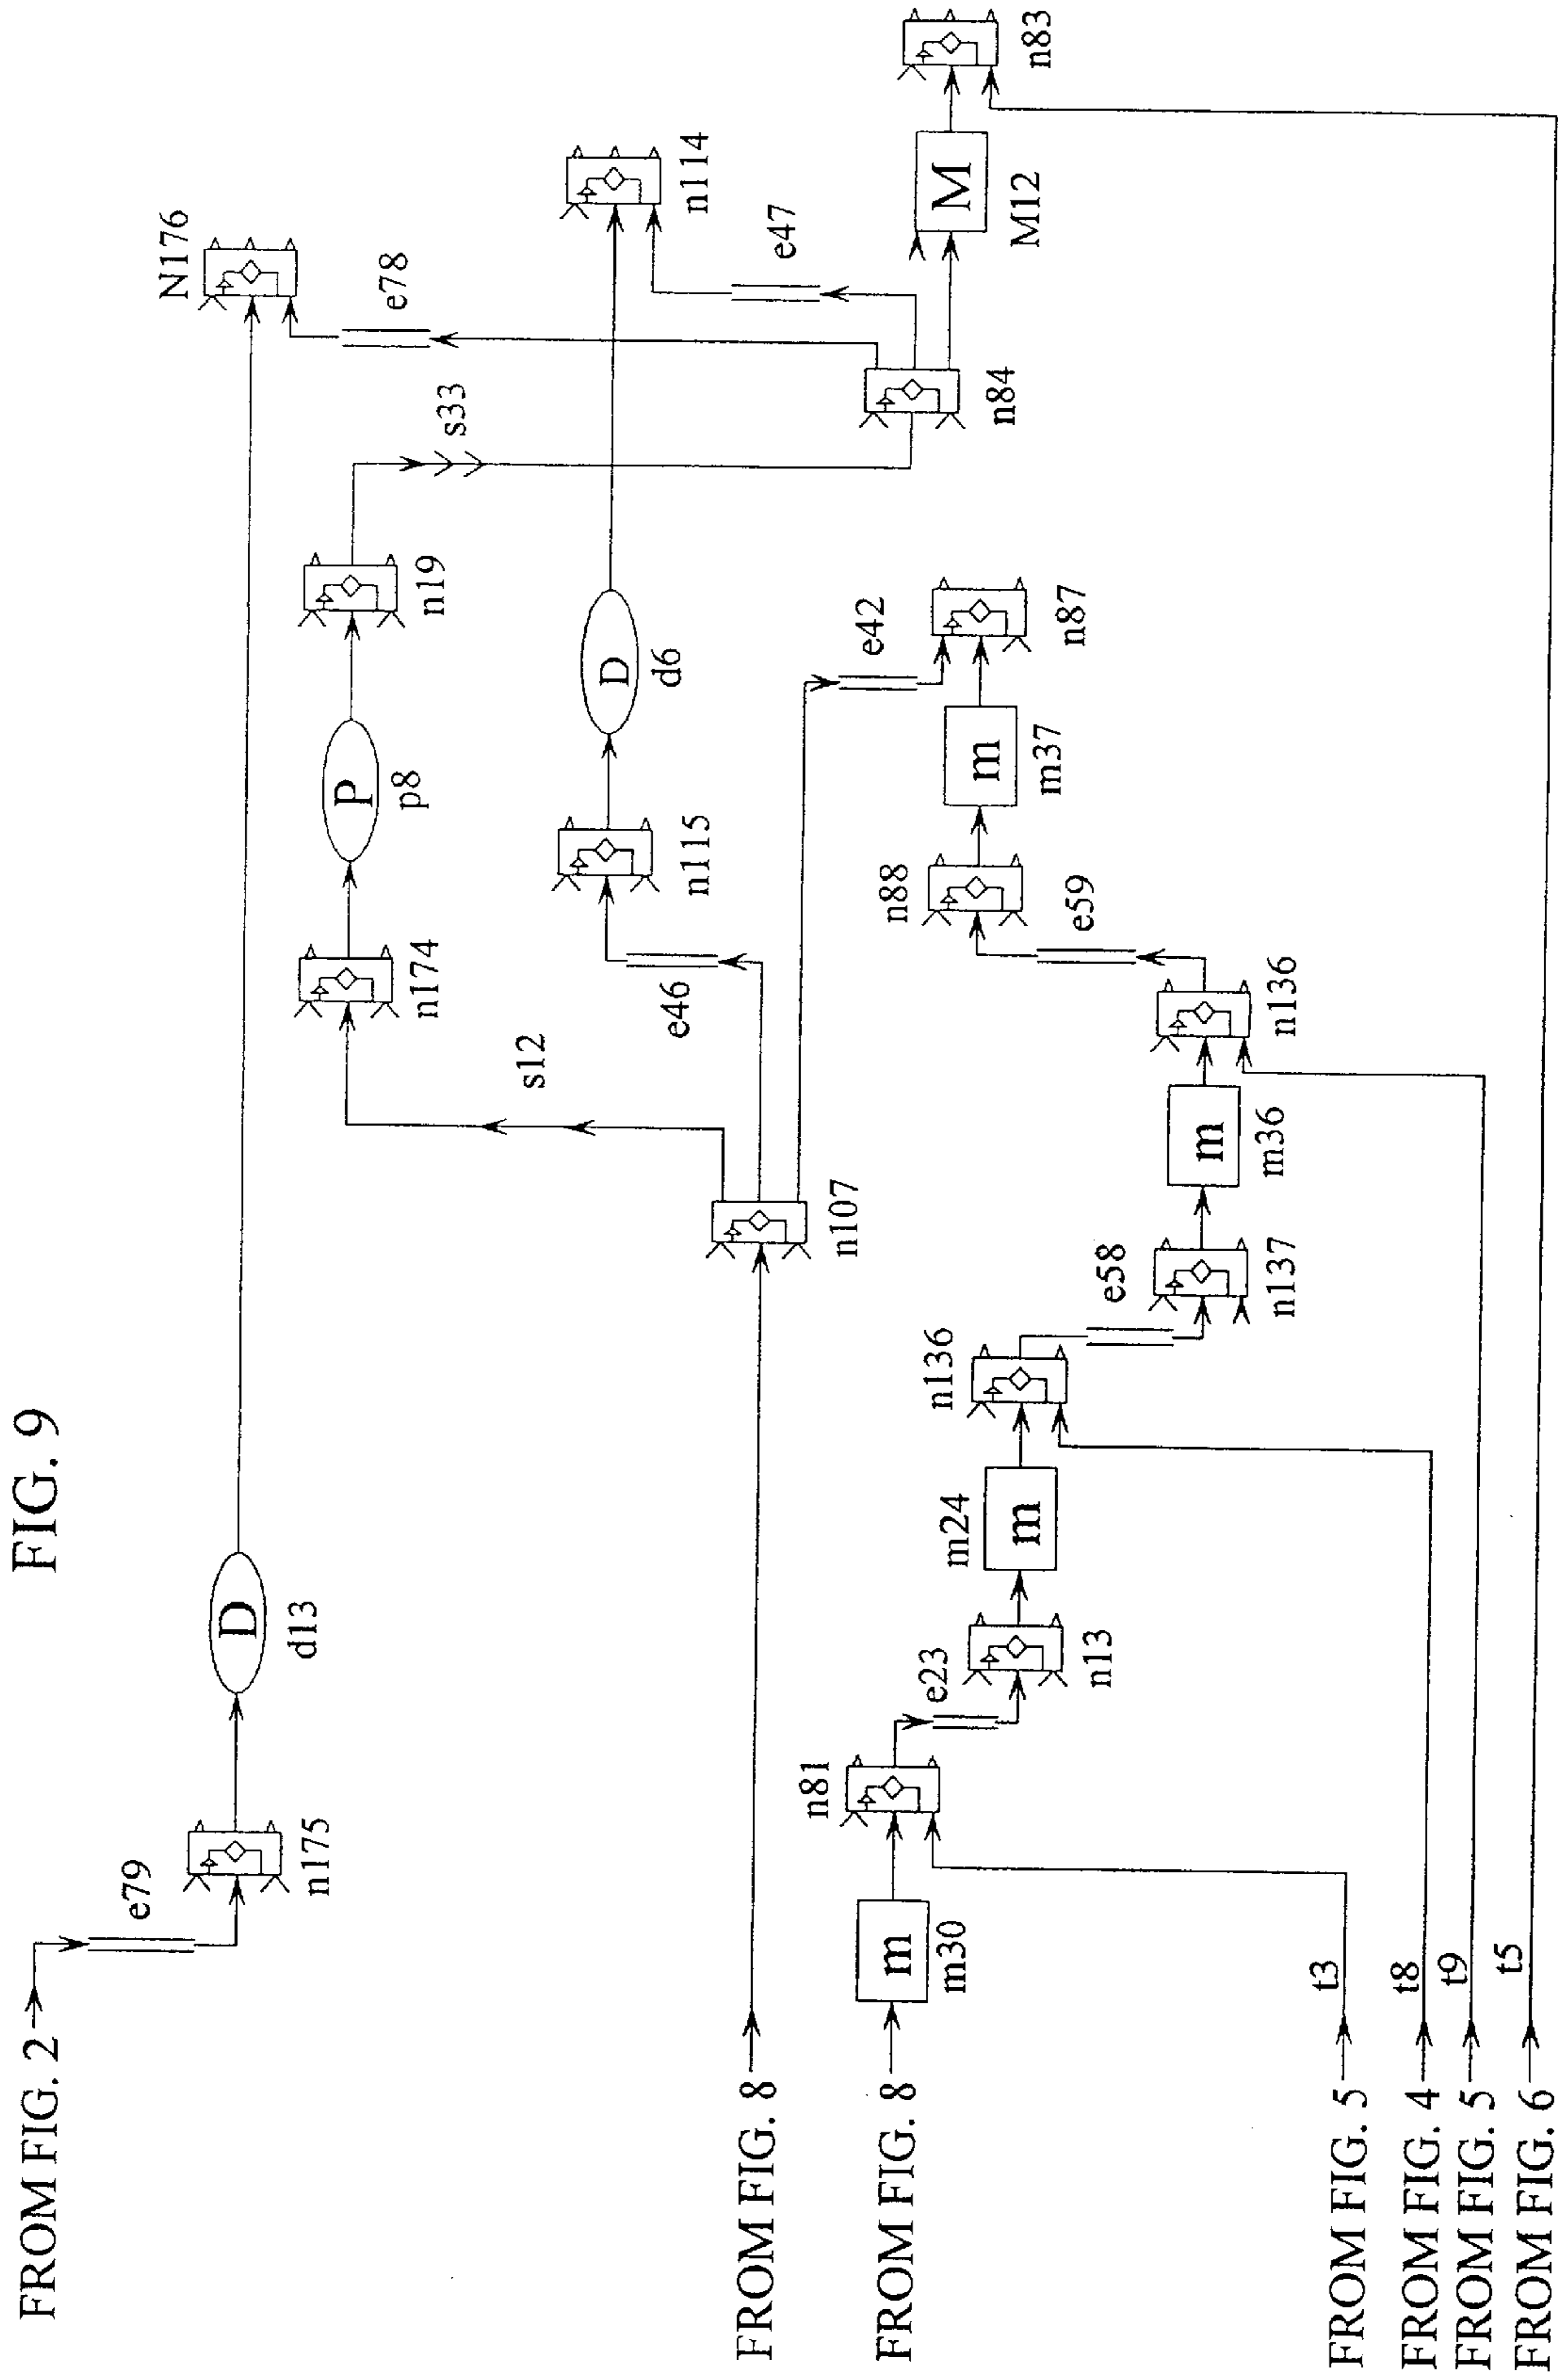 FIG. 9
FROM FIG. 2
e79
n175
D
d13
N176
e78
n174
P
p8
n19
s33
s12
e46
n115
D
d6
n114
e47
n84
M
M12
n83
FROM FIG. 8
n107
e42
n87
m
m37
n88
e59
FROM FIG. 8
m
m30
n81
e23
n13
m
m24
n136
e58
n137
m
m36
n136
FROM FIG. 5
t3
FROM FIG. 4
t8
FROM FIG. 5
t9
FROM FIG. 6
t5